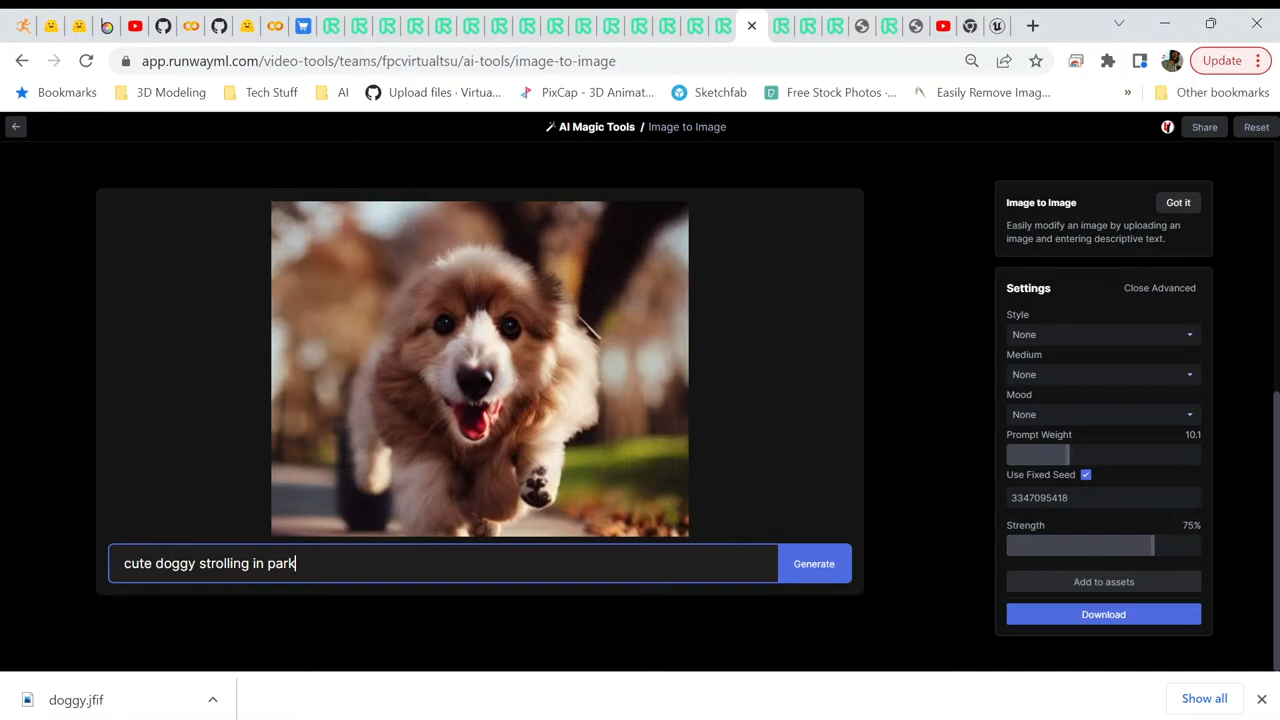 app.runwayml.com/video-tools/teams/fpcvirtualtsu/ai-tools/image-to-image
Update
Bookmarks
3D Modeling
Tech Stuff
AI
Upload files · Virtua...
PixCap - 3D Animat...
Sketchfab
Free Stock Photos ·...
Easily Remove Imag...
»
Other bookmarks
AI Magic Tools / Image to Image
Share
Reset
Image to Image
Got it
Easily modify an image by uploading an
image and entering descriptive text.
Settings
Close Advanced
Style
None
Medium
None
Mood
None
Prompt Weight
10.1
Use Fixed Seed
3347095418
Strength
75%
Add to assets
Download
cute doggy strolling in park
Generate
doggy.jfif
Show all